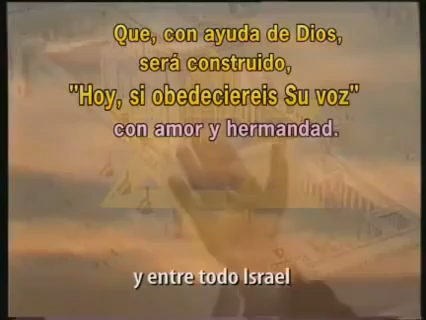 Que, con ayuda de Dios,
será construido,
"Hoy, si obedeciereis Su voz"
con amor y hermandad.
y entre todo Israel